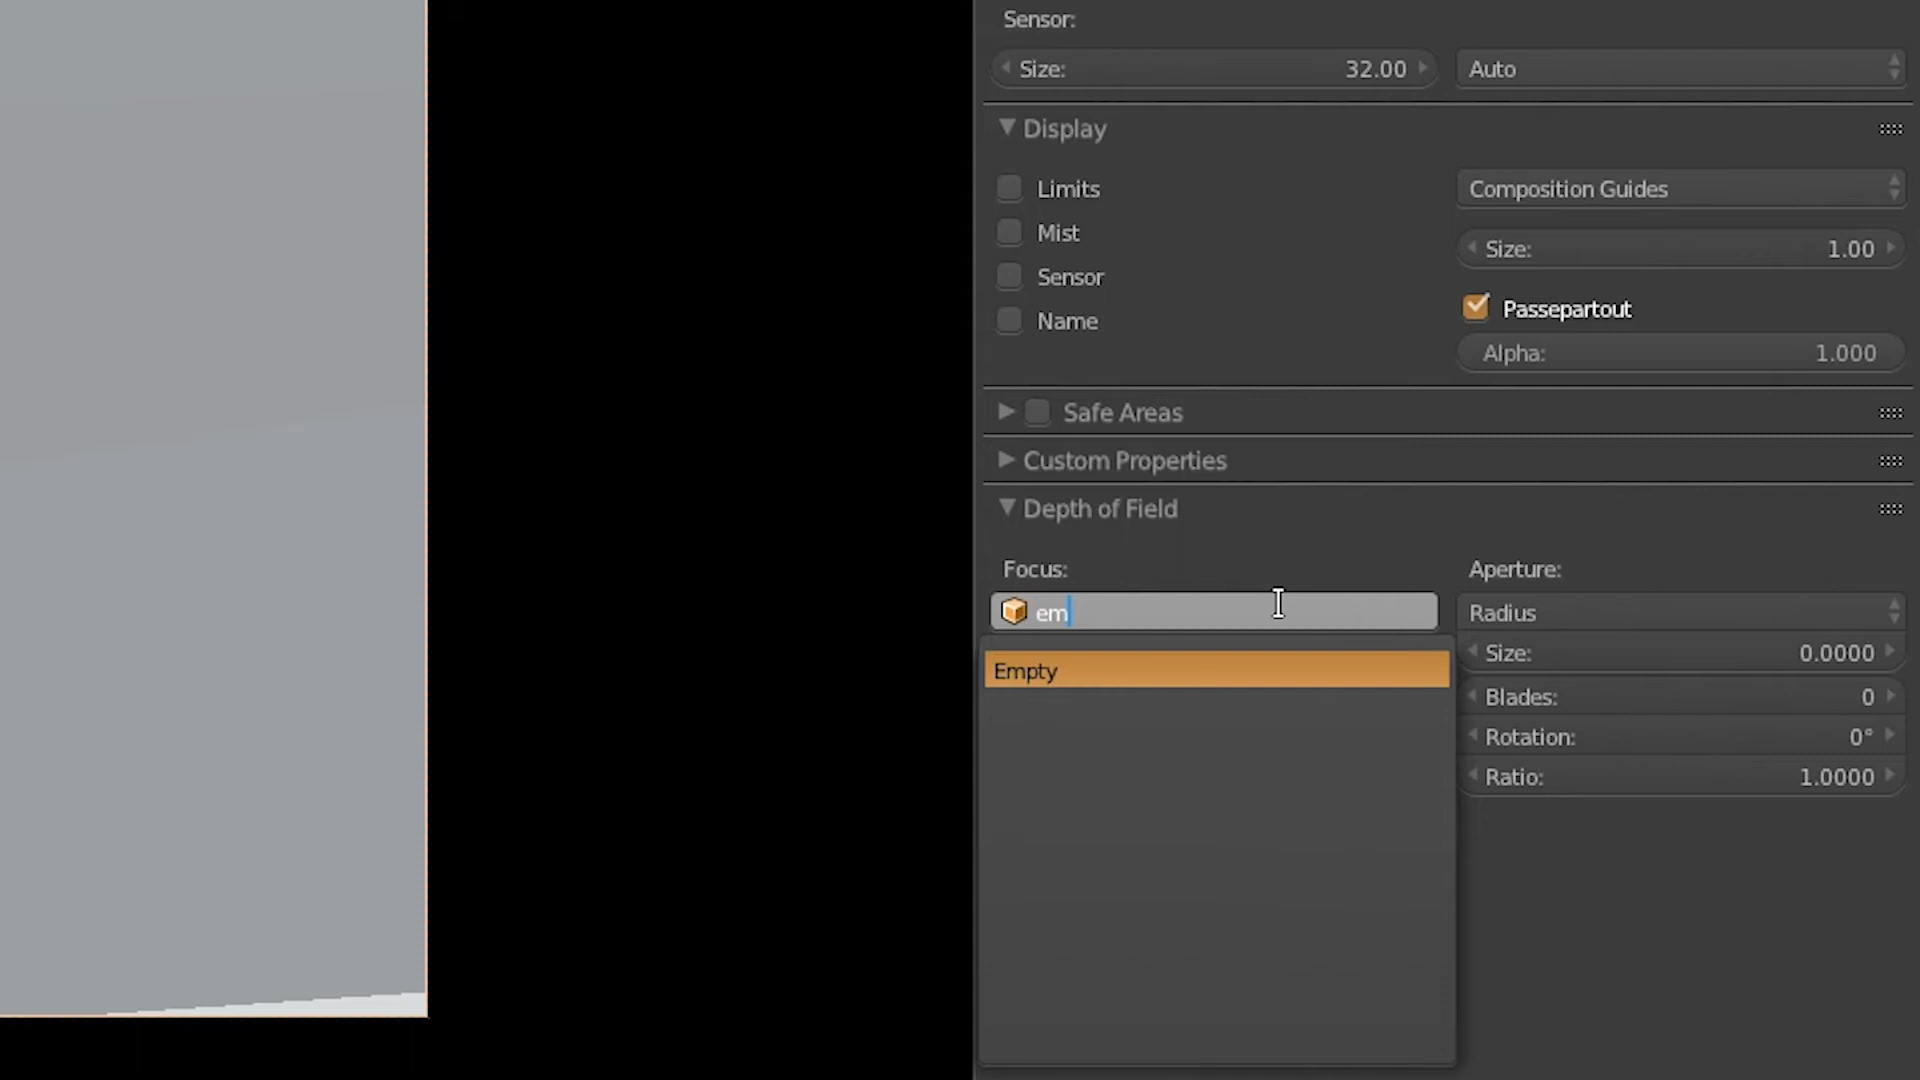 Sensor:
Size: 32.00 Auto
Display
Limits Composition Guides
Mist
Size: 1.00
Sensor
Passepartout
Name
Alpha: 1.000
Safe Areas
Custom Properties
Depth of Field
Focus: Aperture:
em Radius
Empty Size: 0.0000
Blades: 0
Rotation: 0°
Ratio: 1.0000